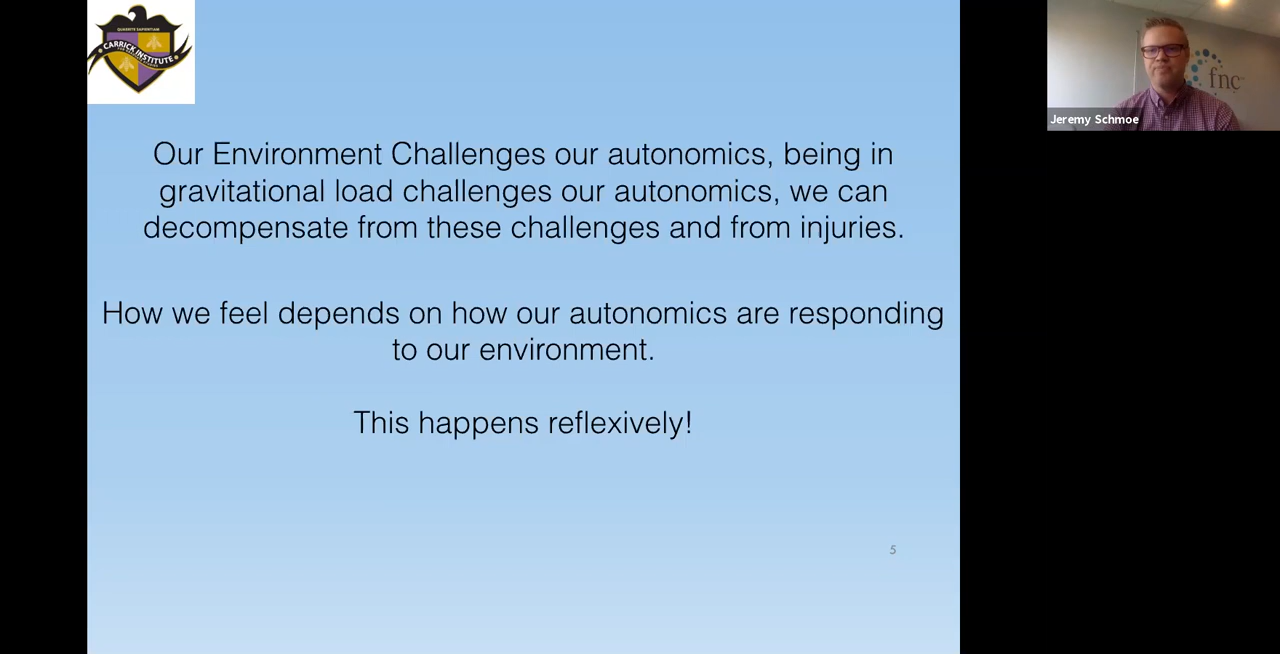 QUAERITE SAPIENTIAM
CARRICK INSTITUTE
Our Environment Challenges our autonomics, being in
gravitational load challenges our autonomics, we can
decompensate from these challenges and from injuries.
How we feel depends on how our autonomics are responding
to our environment.
This happens reflexively!
5
fnc
Jeremy Schmoe